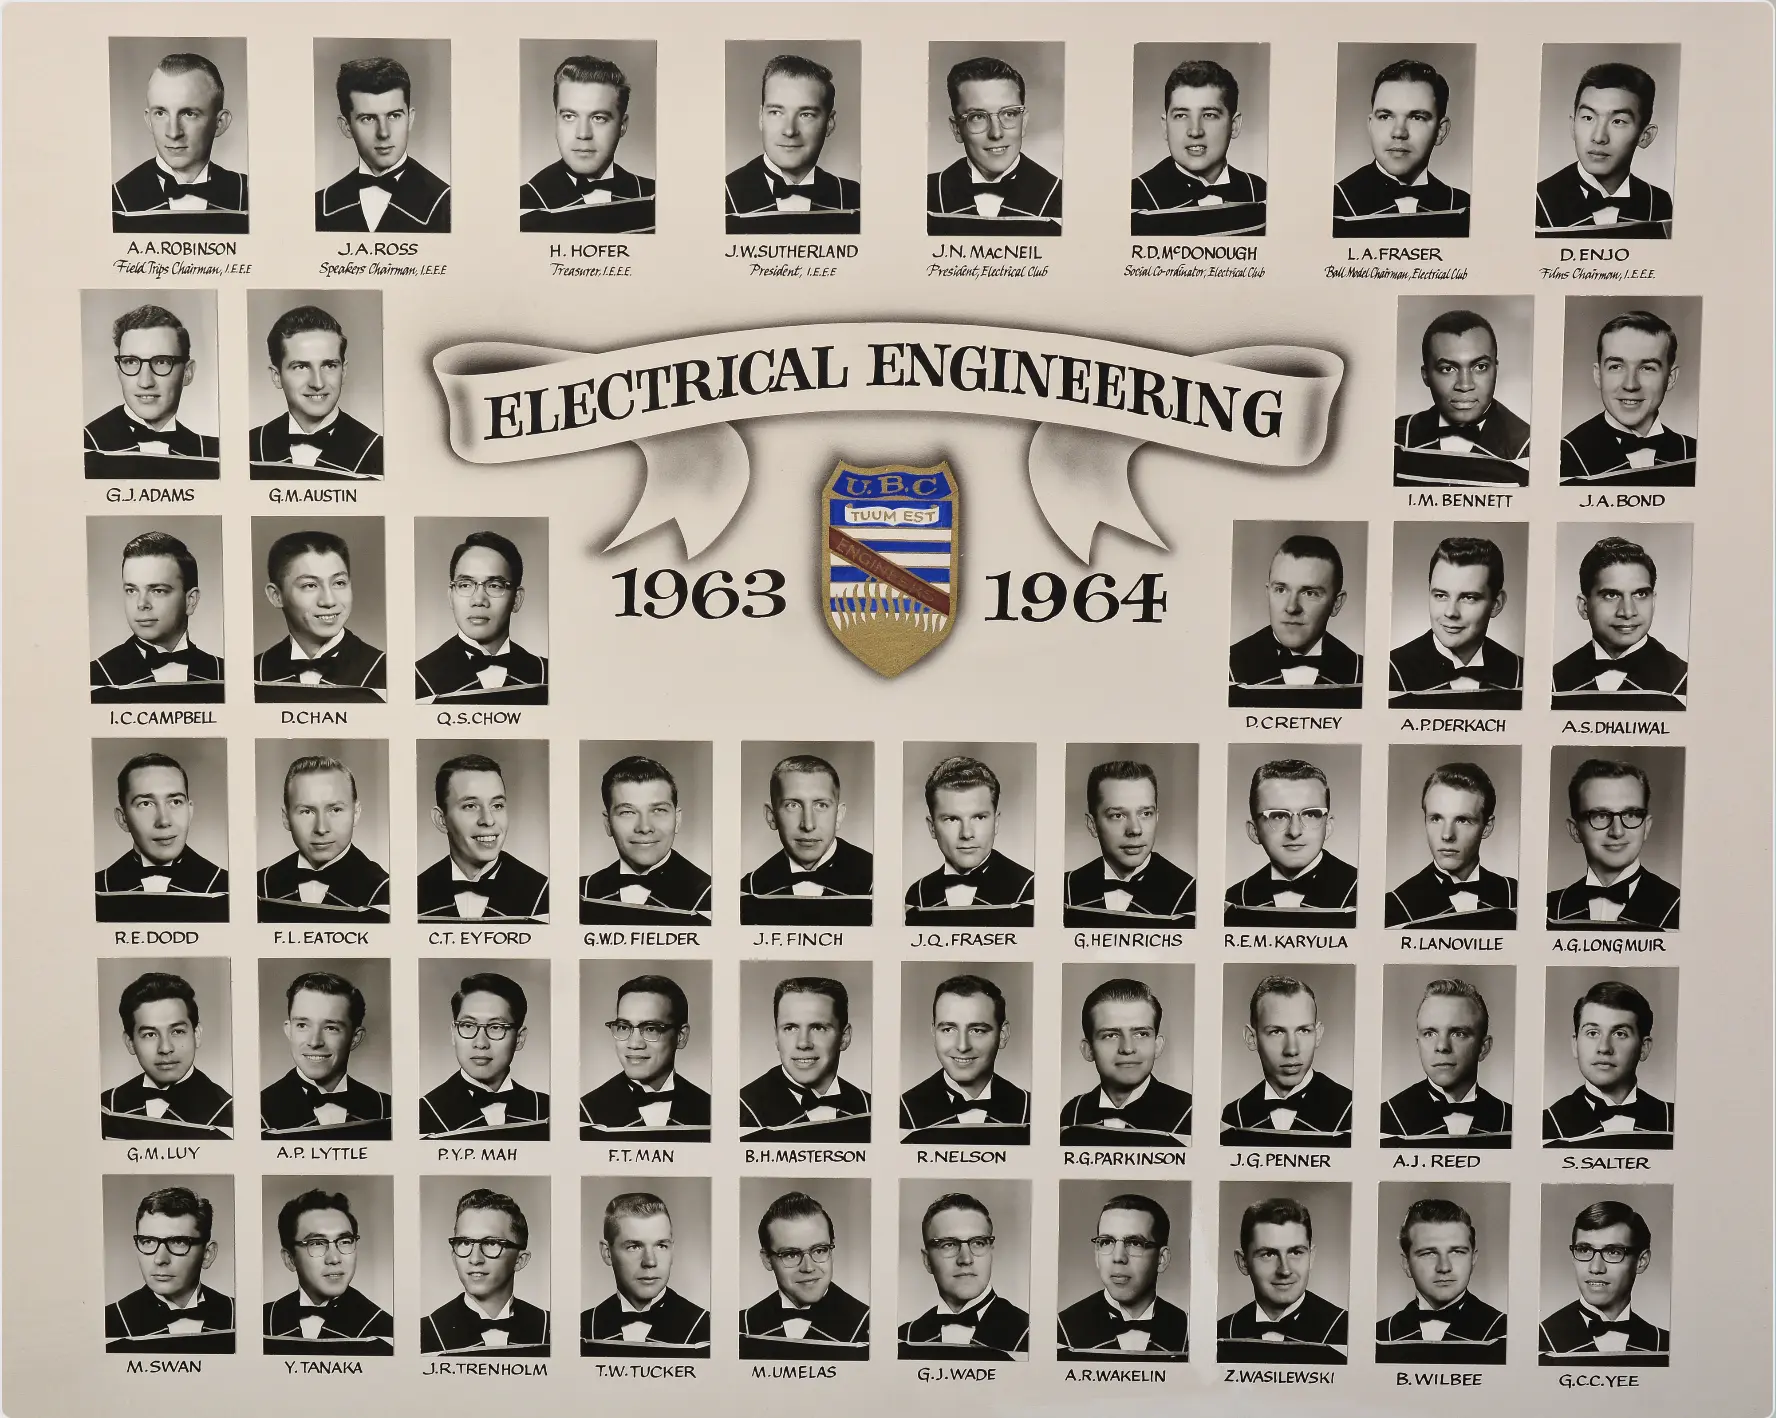 A.A.ROBINSON
Field Trips Chairman, I.E.E.E
J.A.ROSS
Speakers Chairman, I.E.E.E
H. HOFER
Treasurer, I.E.E.E.
J.W.SUTHERLAND
President, I.E.E.E
J.N. MACNEIL
President, Electrical Club
R.D. McDONOUGH
Social Co-ordinator, Electrical Club
L.A.FRASER
Ball Model Chairman, Electrical Club
D. ENJO
Films Chairman, I.E.E.E.
ELECTRICAL ENGINEERING
G.J.ADAMS
G.M.AUSTIN
I.M. BENNETT
J.A. BOND
U.B.C
TUUM EST
ENGINEERS
1963 1964
I.C.CAMPBELL
D.CHAN
Q.S.CHOW
D.CRETNEY
A.P.DERKACH
A.S.DHALIWAL
R.E.DODD
F.L.EATOCK
C.T. EYFORD
G.W.D. FIELDER
J.F. FINCH
J.Q.FRASER
G.HEINRICHS
R.E.M.KARYULA
R.LANOVILLE
A.G.LONGMUIR
G.M.LUY
A.P. LYTTLE
P.Y.P. MAH
F.T. MAN
B.H.MASTERSON
R.NELSON
R.G.PARKINSON
J.G.PENNER
A.J. REED
S.SALTER
M.SWAN
Y.TANAKA
J.R.TRENHOLM
T.W.TUCKER
M.UMELAS
G.J.WADE
A.R.WAKELIN
Z.WASILEWSKI
B.WILBEE
G.C.C.YEE